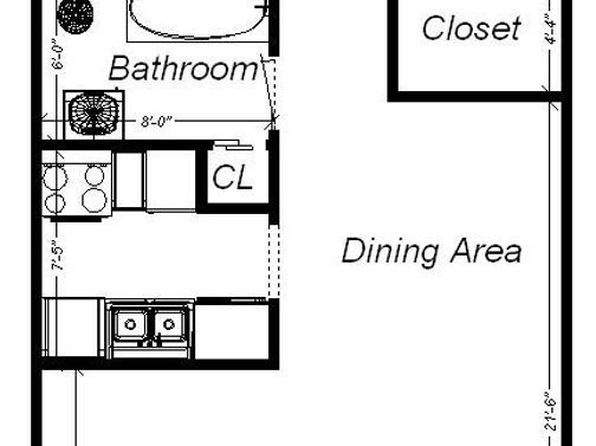 Closet
4'-4"
6'-0"
Bathroom
8'-0"
CL
7'-5"
Dining Area
21'-6"